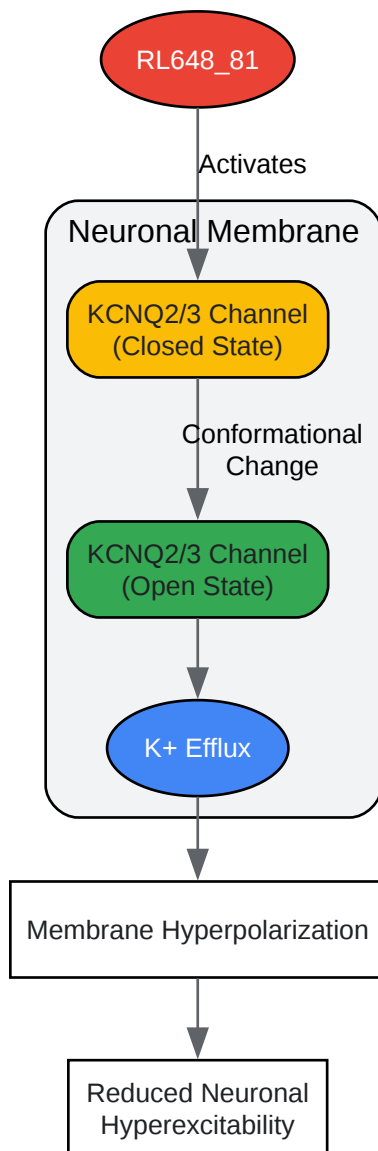 RL648_81
Activates
Neuronal Membrane
KCNQ2/3 Channel
(Closed State)
Conformational
Change
KCNQ2/3 Channel
(Open State)
K+ Efflux
Membrane Hyperpolarization
Reduced Neuronal
Hyperexcitability